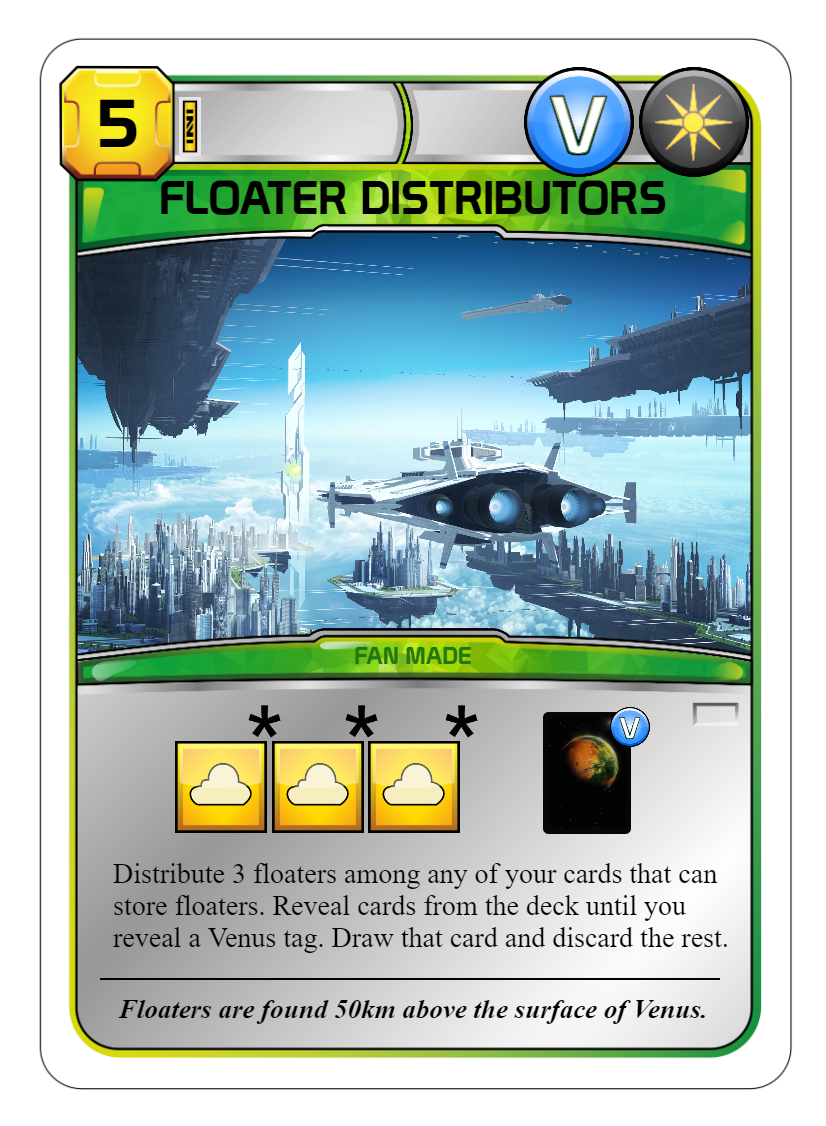 5
V
FLOATER DISTRIBUTORS
FAN MADE
* * *
V
Distribute 3 floaters among any of your cards that can
store floaters. Reveal cards from the deck until you
reveal a Venus tag. Draw that card and discard the rest.
Floaters are found 50km above the surface of Venus.